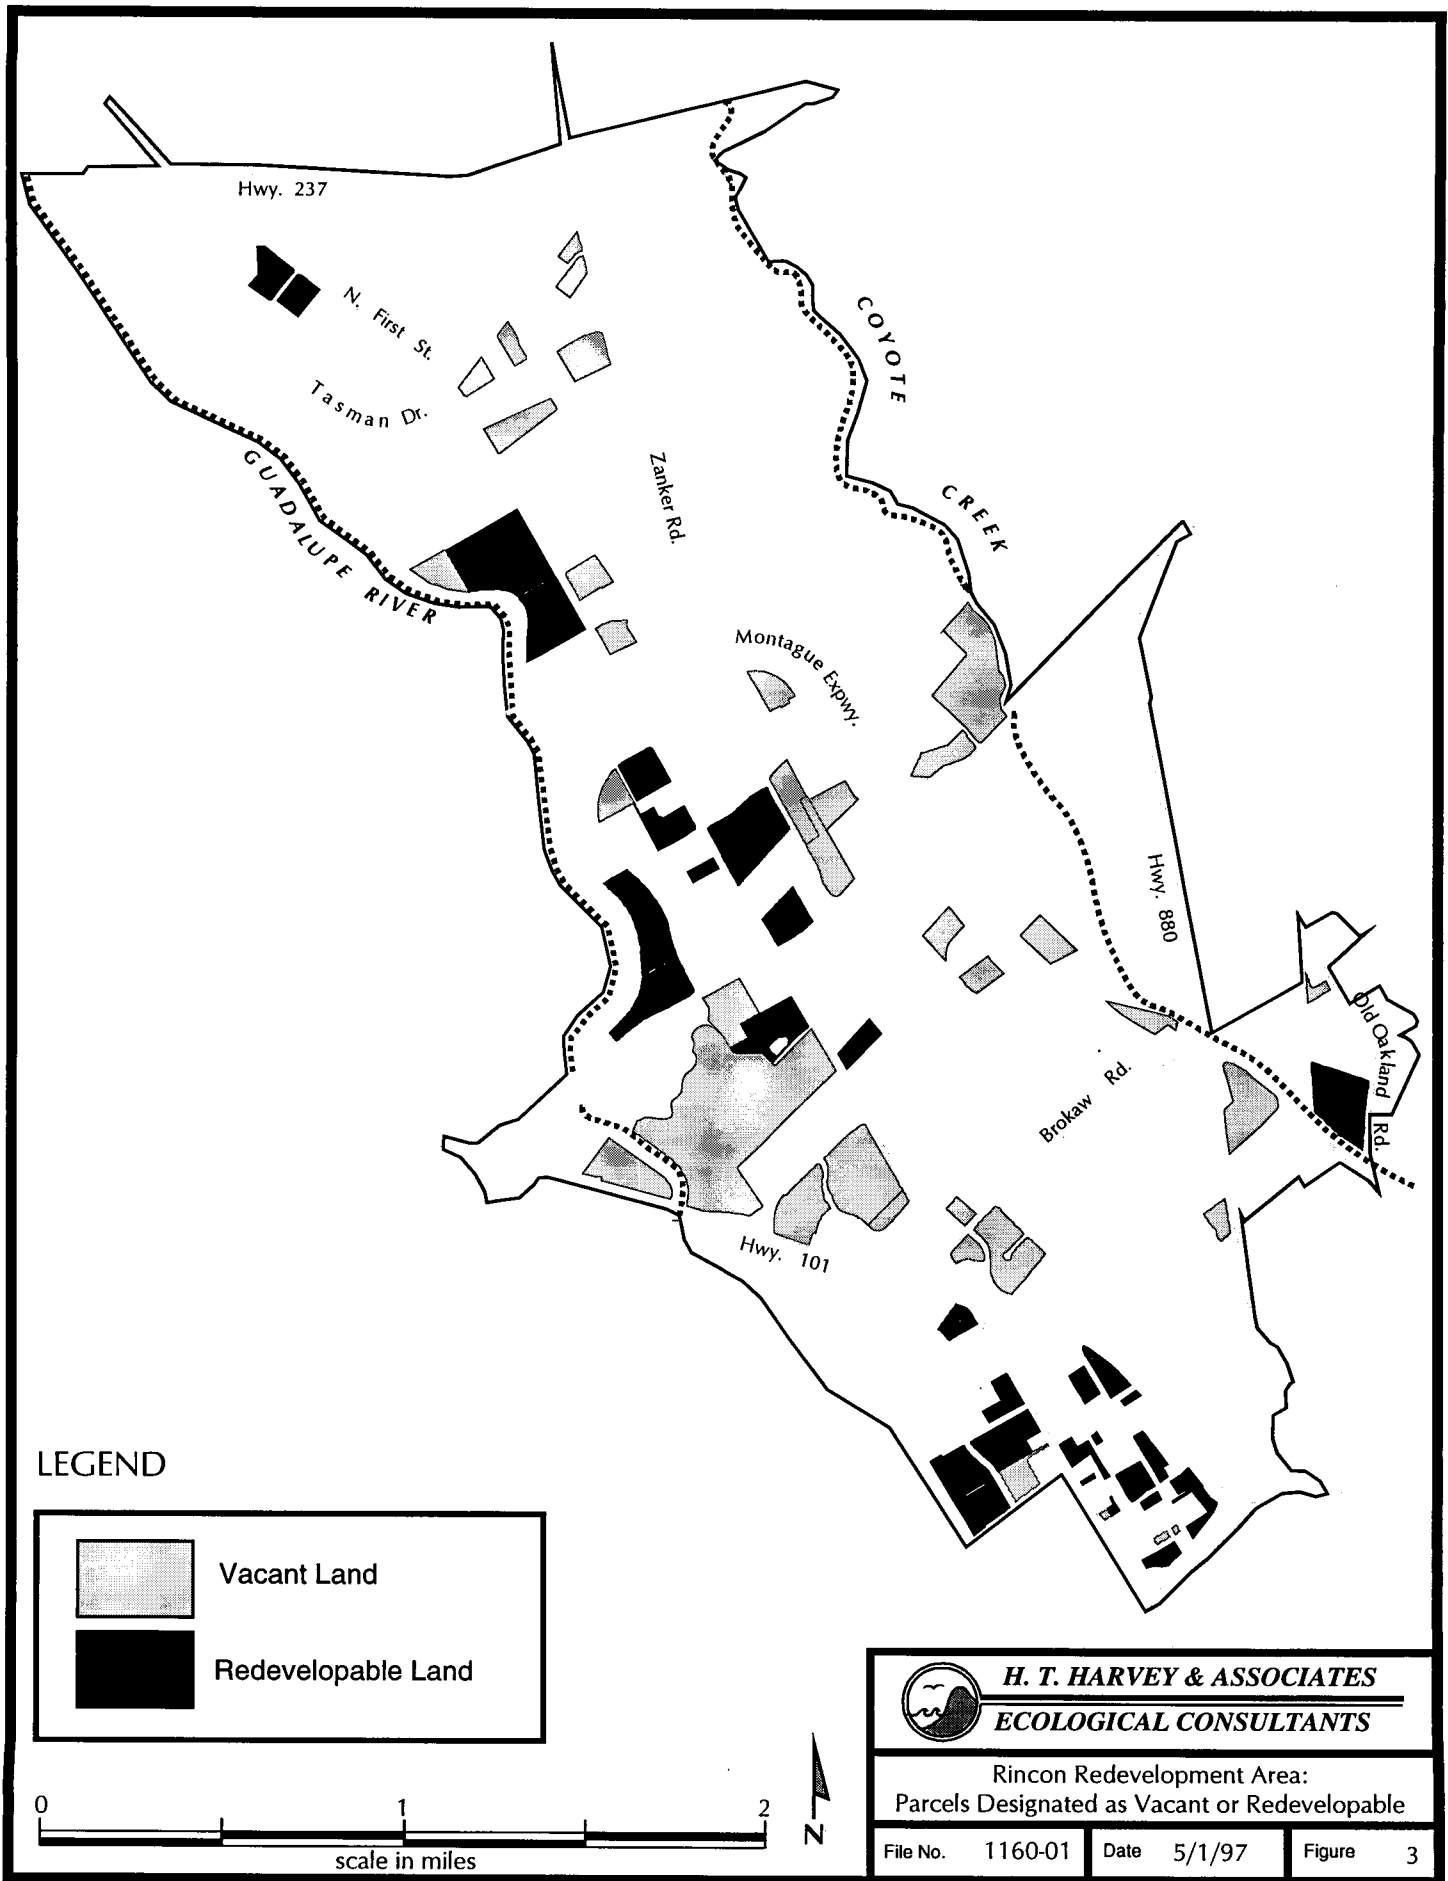 Hwy. 237
N. First St.
Tasman Dr.
COYOTE
CREEK
GUADALUPE
RIVER
Zanker Rd.
Montague Expwy.
Hwy. 880
Old Oakland Rd.
Brokaw Rd.
Hwy. 101
LEGEND
Vacant Land
Redevelopable Land
0 1 2
scale in miles
N
H. T. HARVEY & ASSOCIATES
ECOLOGICAL CONSULTANTS
Rincon Redevelopment Area:
Parcels Designated as Vacant or Redevelopable
File No. 1160-01 Date 5/1/97 Figure 3